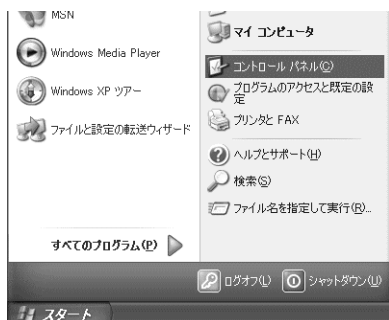 MSN
Windows Media Player
Windows XP ツアー
ファイルと設定の転送ウィザード
すべてのプログラム(P)
マイ コンピュータ
コントロール パネル(C)
プログラムのアクセスと既定の設
定
プリンタと FAX
ヘルプとサポート(H)
検索(S)
ファイル名を指定して実行(R)...
ログオフ(L)
シャットダウン(U)
スタート